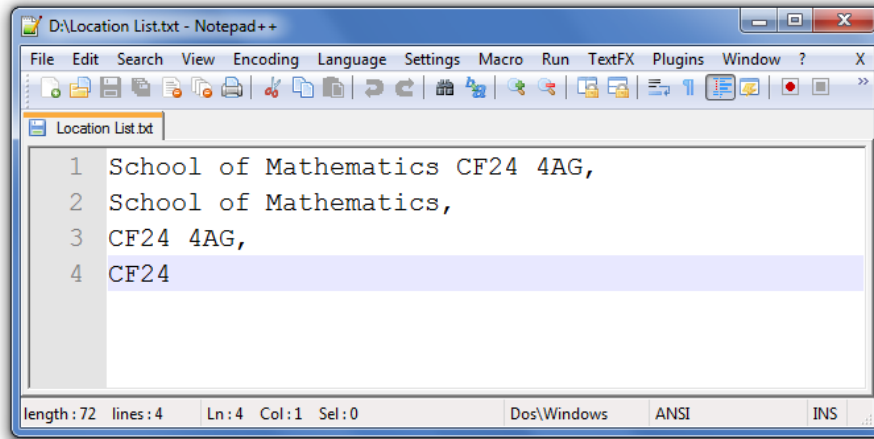 D:\Location List.txt - Notepad++
File Edit Search View Encoding Language Settings Macro Run TextFX Plugins Window ? X
Location List.txt
1 School of Mathematics CF24 4AG,
2 School of Mathematics,
3 CF24 4AG,
4 CF24
length : 72 lines : 4 Ln : 4 Col : 1 Sel : 0 Dos\Windows ANSI INS